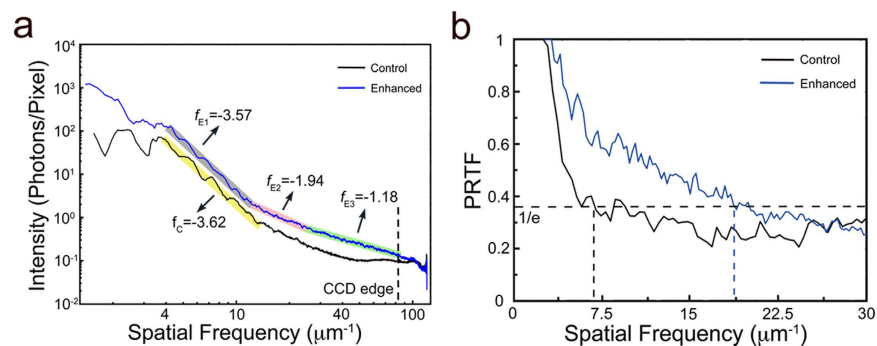 a
Intensity (Photons/Pixel)
10⁴
10³
10²
10¹
10⁰
10⁻¹
10⁻²
Control
Enhanced
f_E1=-3.57
f_E2=-1.94
f_E3=-1.18
f_C=-3.62
CCD edge
4 10 40 100
Spatial Frequency (μm⁻¹)
b
PRTF
1
0.8
0.6
0.4
0.2
0
1/e
Control
Enhanced
0 7.5 15 22.5 30
Spatial Frequency (μm⁻¹)